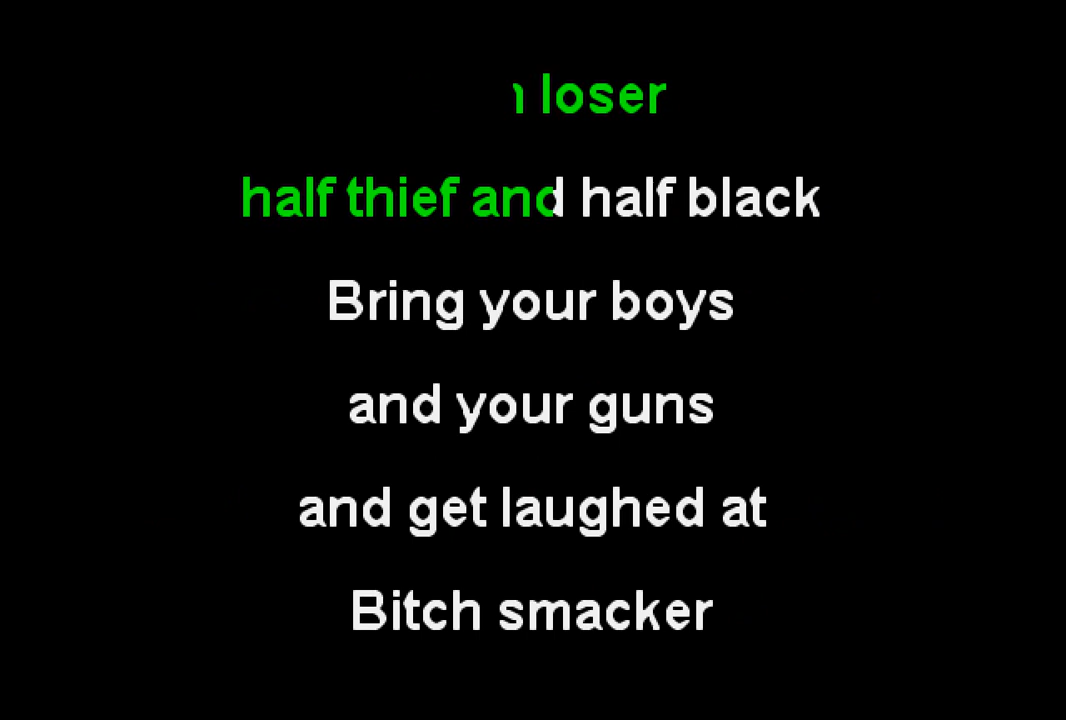 loser
half thief and half black
Bring your boys
and your guns
and get laughed at
Bitch smacker